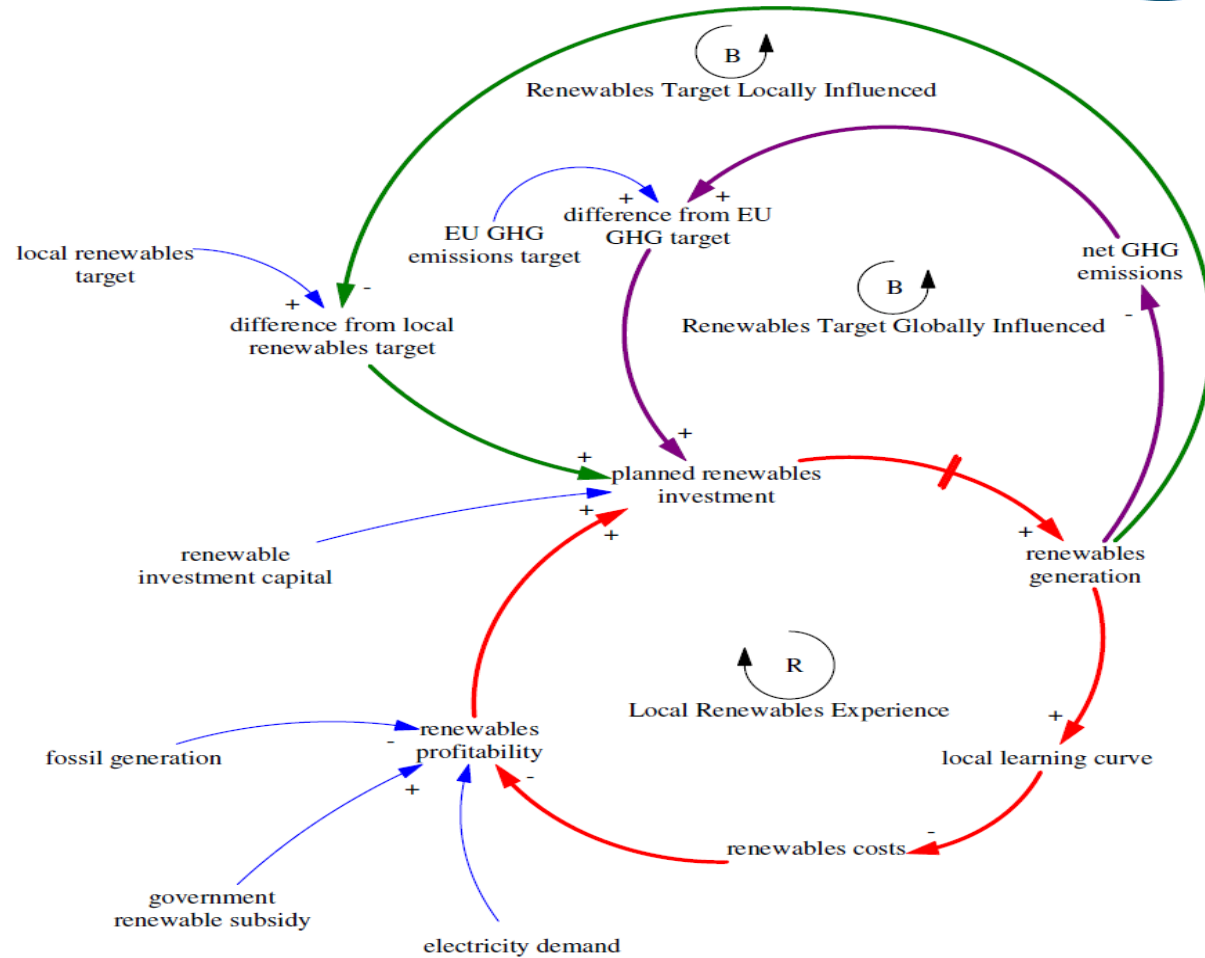 B
Renewables Target Locally Influenced
+
+
difference from EU
GHG target
EU GHG
emissions target
local renewables
target
net GHG
emissions
B
Renewables Target Globally Influenced
-
+
-
difference from local
renewables target
+
+
planned renewables
investment
+
+
+
renewables
generation
renewable
investment capital
R
Local Renewables Experience
+
local learning curve
renewables
profitability
-
fossil generation
+
-
-
renewables costs
government
renewable subsidy
electricity demand